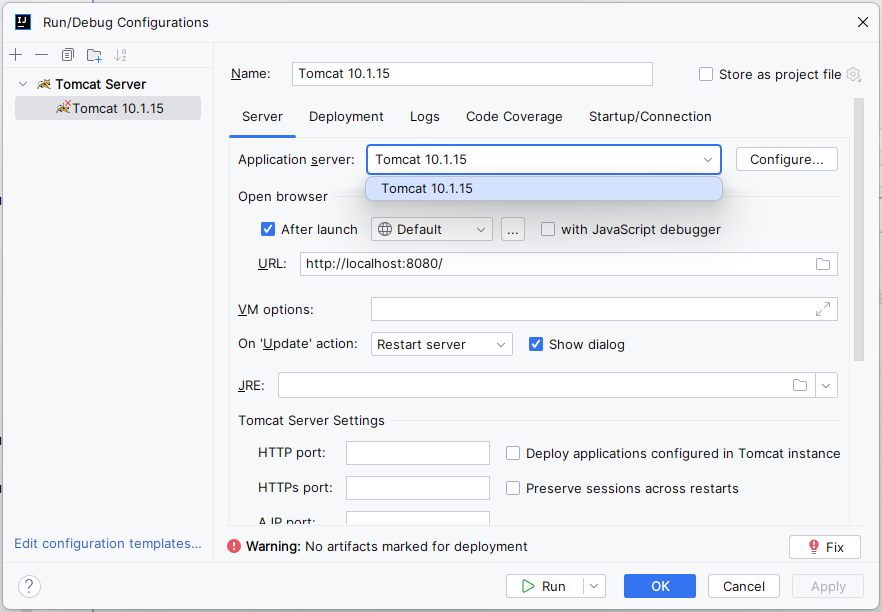 Run/Debug Configurations
Tomcat Server
Tomcat 10.1.15
Name: Tomcat 10.1.15 Store as project file
Server Deployment Logs Code Coverage Startup/Connection
Application server: Tomcat 10.1.15 Configure...
Tomcat 10.1.15
Open browser
After launch Default ... with JavaScript debugger
URL: http://localhost:8080/
VM options:
On 'Update' action: Restart server Show dialog
JRE:
Tomcat Server Settings
HTTP port: Deploy applications configured in Tomcat instance
HTTPs port: Preserve sessions across restarts
AJP port:
Edit configuration templates...
Warning: No artifacts marked for deployment Fix
? Run OK Cancel Apply